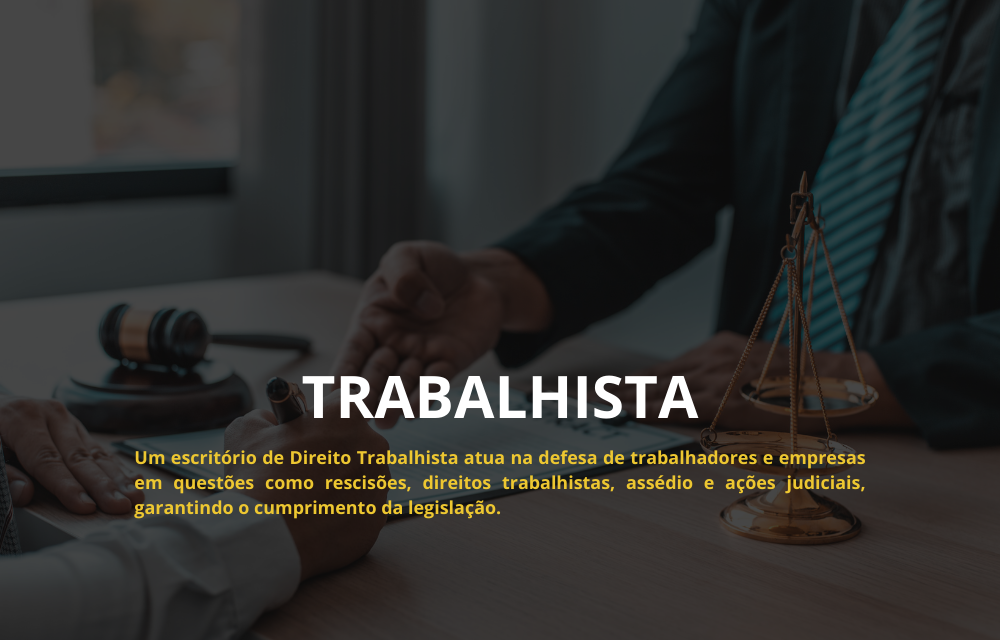 TRABALHISTA
Um escritório de Direito Trabalhista atua na defesa de trabalhadores e empresas
em questões como rescisões, direitos trabalhistas, assédio e ações judiciais,
garantindo o cumprimento da legislação.